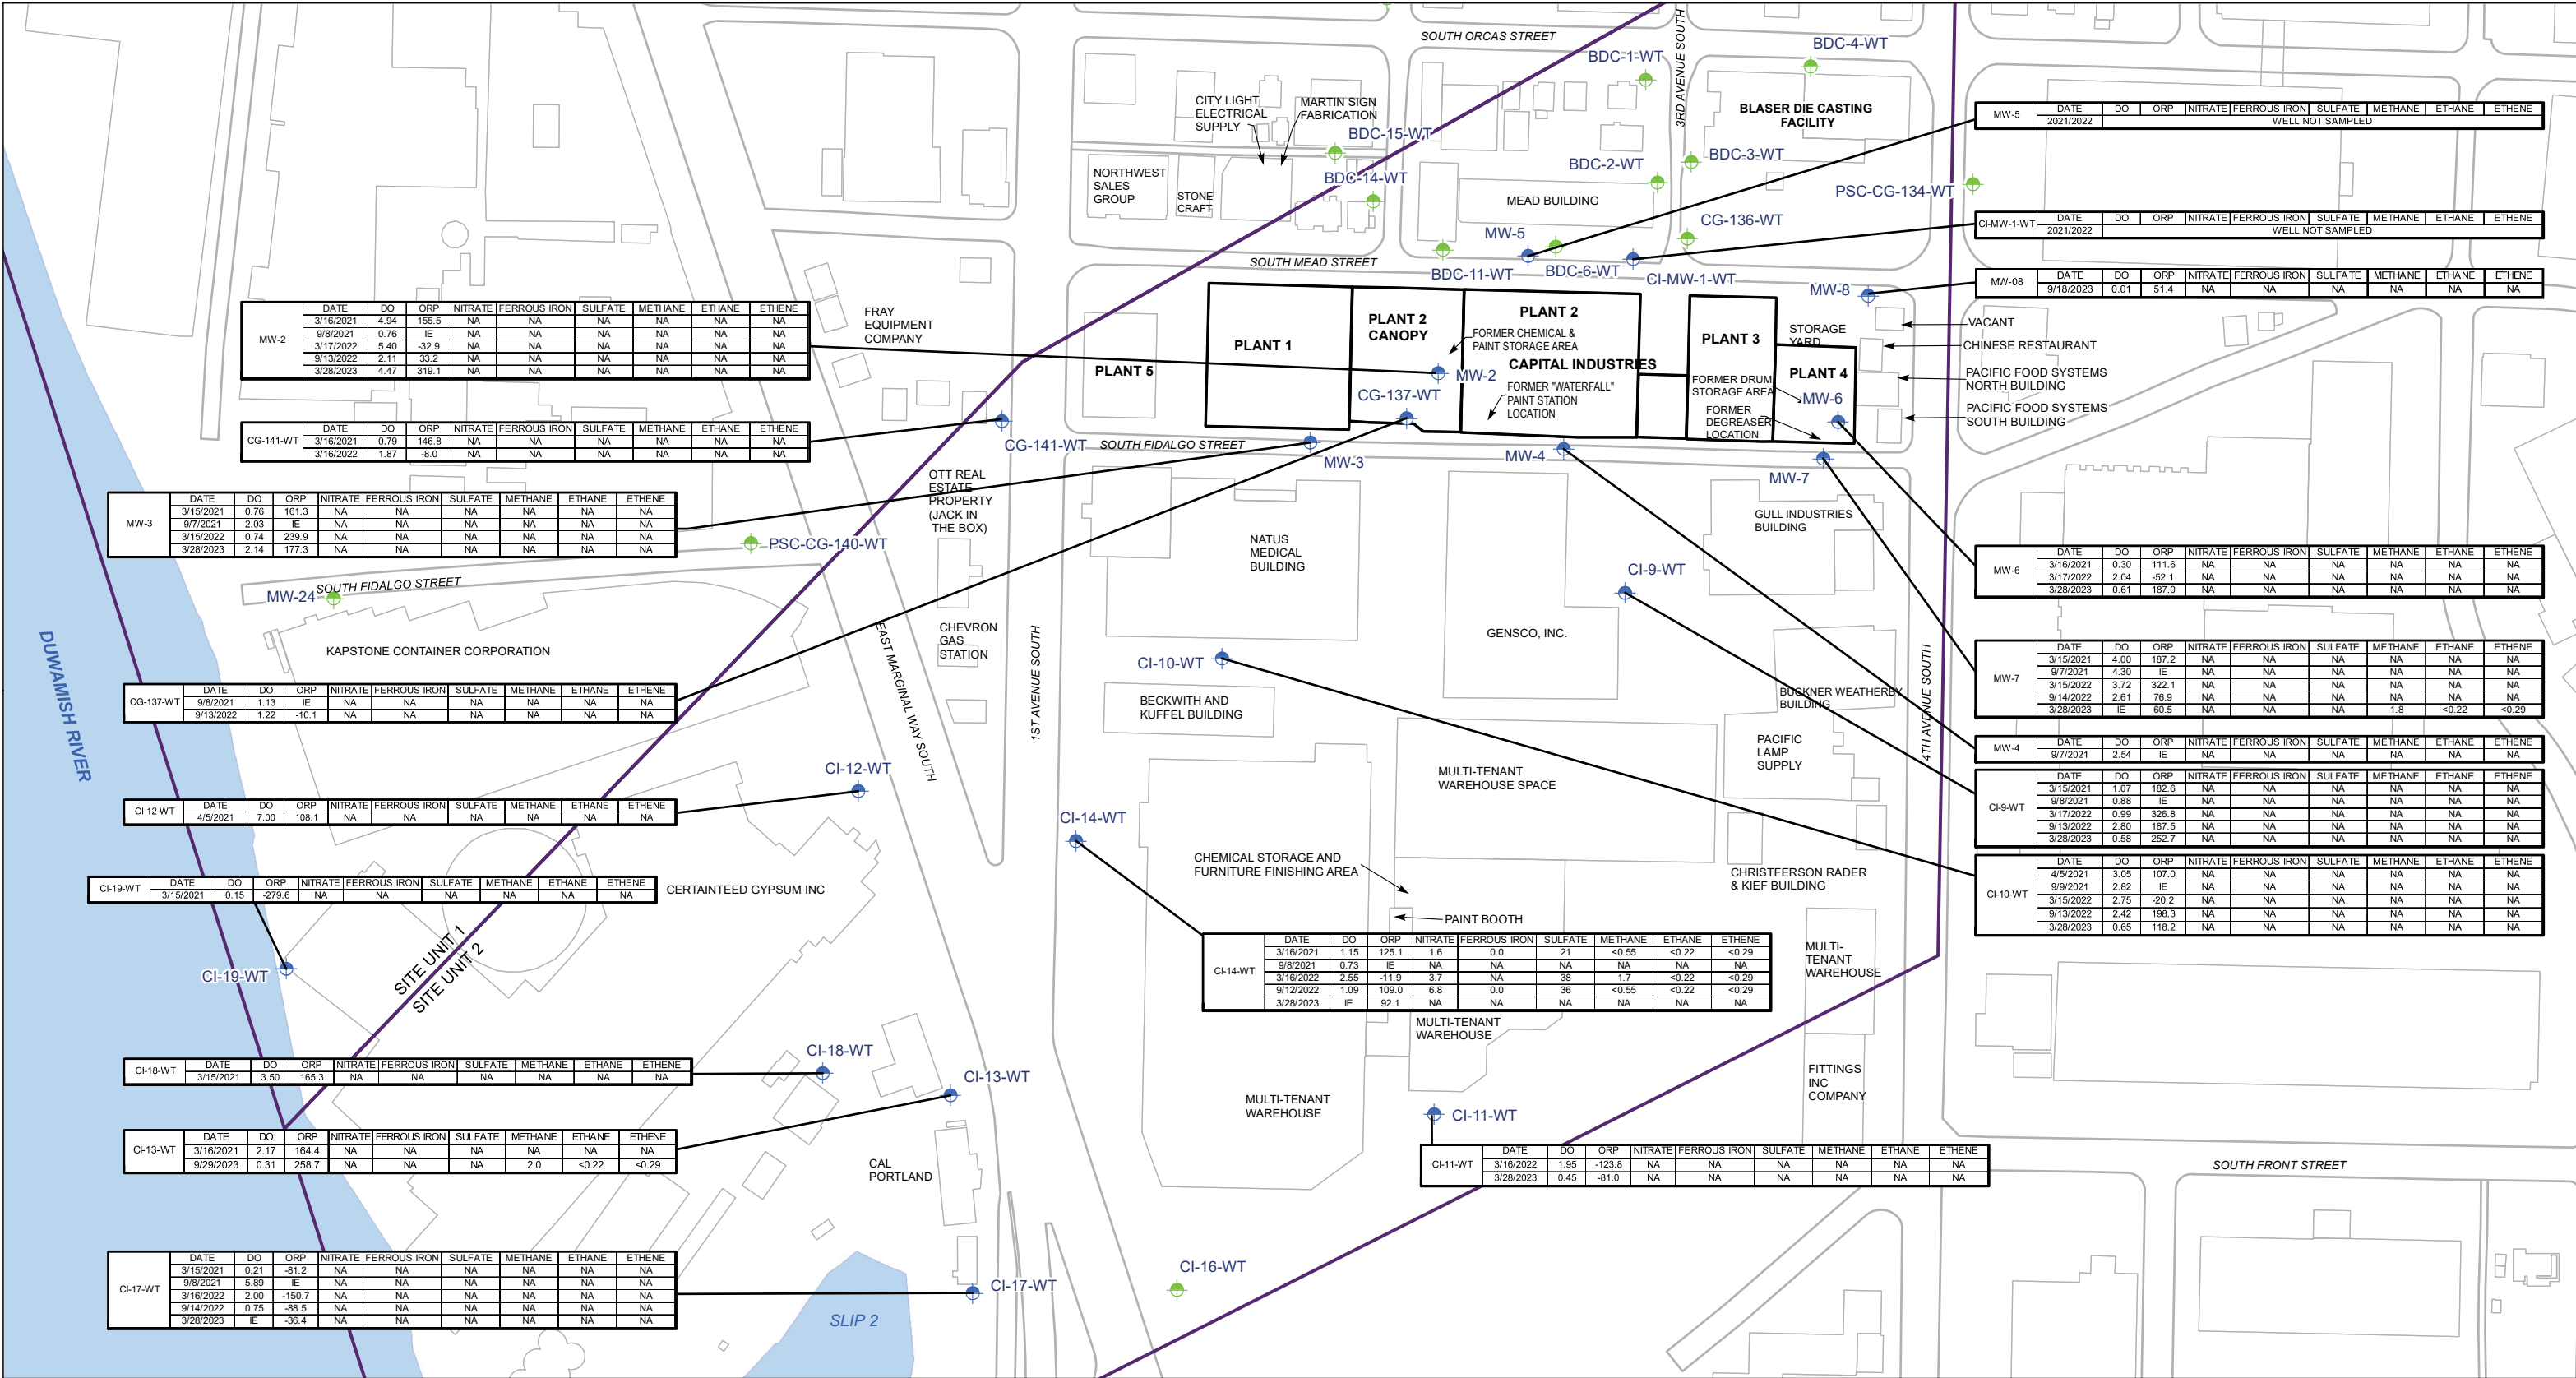 SOUTH ORCAS STREET
3RD AVENUE SOUTH
BDC-4-WT
BDC-1-WT
CITY LIGHT
ELECTRICAL
SUPPLY
MARTIN SIGN
FABRICATION
BLASER DIE CASTING
FACILITY
BDC-15-WT
BDC-3-WT
BDC-2-WT
BDC-14-WT
NORTHWEST
SALES
GROUP
STONE
CRAFT
MEAD BUILDING
PSC-CG-134-WT
CG-136-WT
MW-5
SOUTH MEAD STREET
BDC-11-WT
BDC-6-WT
CI-MW-1-WT
MW-8
MW-5 DATE DO ORP NITRATE FERROUS IRON SULFATE METHANE ETHANE ETHENE
2021/2022 WELL NOT SAMPLED
CI-MW-1-WT DATE DO ORP NITRATE FERROUS IRON SULFATE METHANE ETHANE ETHENE
2021/2022 WELL NOT SAMPLED
MW-08 DATE DO ORP NITRATE FERROUS IRON SULFATE METHANE ETHANE ETHENE
9/18/2023 0.01 51.4 NA NA NA NA NA NA
MW-2 DATE DO ORP NITRATE FERROUS IRON SULFATE METHANE ETHANE ETHENE
3/16/2021 4.94 155.5 NA NA NA NA NA NA
9/8/2021 0.76 IE NA NA NA NA NA NA
3/17/2022 5.40 -32.9 NA NA NA NA NA NA
9/13/2022 2.11 33.2 NA NA NA NA NA NA
3/28/2023 4.47 319.1 NA NA NA NA NA NA
FRAY
EQUIPMENT
COMPANY
PLANT 5
PLANT 1
PLANT 2
CANOPY
PLANT 2
FORMER CHEMICAL &
PAINT STORAGE AREA
CAPITAL INDUSTRIES
MW-2
FORMER "WATERFALL"
PAINT STATION
LOCATION
CG-137-WT
PLANT 3
STORAGE
YARD
PLANT 4
FORMER DRUM
STORAGE AREA
MW-6
FORMER
DEGREASER
LOCATION
VACANT
CHINESE RESTAURANT
PACIFIC FOOD SYSTEMS
NORTH BUILDING
PACIFIC FOOD SYSTEMS
SOUTH BUILDING
CG-141-WT DATE DO ORP NITRATE FERROUS IRON SULFATE METHANE ETHANE ETHENE
3/16/2021 0.79 146.8 NA NA NA NA NA NA
3/16/2022 1.87 -8.0 NA NA NA NA NA NA
CG-141-WT
SOUTH FIDALGO STREET
MW-3
MW-4
MW-7
MW-3 DATE DO ORP NITRATE FERROUS IRON SULFATE METHANE ETHANE ETHENE
3/15/2021 0.76 161.3 NA NA NA NA NA NA
9/7/2021 2.03 IE NA NA NA NA NA NA
3/15/2022 0.74 239.9 NA NA NA NA NA NA
3/28/2023 2.14 177.3 NA NA NA NA NA NA
OTT REAL
ESTATE
PROPERTY
(JACK IN
THE BOX)
PSC-CG-140-WT
NATUS
MEDICAL
BUILDING
GULL INDUSTRIES
BUILDING
CI-9-WT
MW-6 DATE DO ORP NITRATE FERROUS IRON SULFATE METHANE ETHANE ETHENE
3/16/2021 0.30 111.6 NA NA NA NA NA NA
3/17/2022 2.04 -52.1 NA NA NA NA NA NA
3/28/2023 0.61 187.0 NA NA NA NA NA NA
SOUTH FIDALGO STREET
MW-24
DUWAMISH RIVER
KAPSTONE CONTAINER CORPORATION
EAST MARGINAL WAY SOUTH
CHEVRON
GAS
STATION
1ST AVENUE SOUTH
GENSCO, INC.
CI-10-WT
BECKWITH AND
KUFFEL BUILDING
BUCKNER WEATHERBY
BUILDING
4TH AVENUE SOUTH
MW-7 DATE DO ORP NITRATE FERROUS IRON SULFATE METHANE ETHANE ETHENE
3/15/2021 4.00 187.2 NA NA NA NA NA NA
9/7/2021 4.30 IE NA NA NA NA NA NA
3/15/2022 3.72 322.1 NA NA NA NA NA NA
9/14/2022 2.61 76.9 NA NA NA NA NA NA
3/28/2023 IE 60.5 NA NA NA 1.8 <0.22 <0.29
CG-137-WT DATE DO ORP NITRATE FERROUS IRON SULFATE METHANE ETHANE ETHENE
9/8/2021 1.13 IE NA NA NA NA NA NA
9/13/2022 1.22 -10.1 NA NA NA NA NA NA
MW-4 DATE DO ORP NITRATE FERROUS IRON SULFATE METHANE ETHANE ETHENE
9/7/2021 2.54 IE NA NA NA NA NA NA
PACIFIC
LAMP
SUPPLY
MULTI-TENANT
WAREHOUSE SPACE
CI-9-WT DATE DO ORP NITRATE FERROUS IRON SULFATE METHANE ETHANE ETHENE
3/15/2021 1.07 182.6 NA NA NA NA NA NA
9/8/2021 0.88 IE NA NA NA NA NA NA
3/17/2022 0.99 326.8 NA NA NA NA NA NA
9/13/2022 2.80 187.5 NA NA NA NA NA NA
3/28/2023 0.58 252.7 NA NA NA NA NA NA
CI-12-WT
CI-12-WT DATE DO ORP NITRATE FERROUS IRON SULFATE METHANE ETHANE ETHENE
4/5/2021 7.00 108.1 NA NA NA NA NA NA
CI-14-WT
CHEMICAL STORAGE AND
FURNITURE FINISHING AREA
PAINT BOOTH
CHRISTFERSON RADER
& KIEF BUILDING
CI-10-WT DATE DO ORP NITRATE FERROUS IRON SULFATE METHANE ETHANE ETHENE
4/5/2021 3.05 107.0 NA NA NA NA NA NA
9/9/2021 2.82 IE NA NA NA NA NA NA
3/15/2022 2.75 -20.2 NA NA NA NA NA NA
9/13/2022 2.42 198.3 NA NA NA NA NA NA
3/28/2023 0.65 118.2 NA NA NA NA NA NA
CI-19-WT DATE DO ORP NITRATE FERROUS IRON SULFATE METHANE ETHANE ETHENE
3/15/2021 0.15 -279.6 NA NA NA NA NA NA
CERTAINTEED GYPSUM INC
SITE UNIT 1
SITE UNIT 2
CI-19-WT
CI-14-WT DATE DO ORP NITRATE FERROUS IRON SULFATE METHANE ETHANE ETHENE
3/16/2021 1.15 125.1 1.6 0.0 21 <0.55 <0.22 <0.29
9/8/2021 0.73 IE NA NA NA NA NA NA
3/16/2022 2.55 -11.9 3.7 NA 38 1.7 <0.22 <0.29
9/12/2022 1.09 109.0 6.8 0.0 36 <0.55 <0.22 <0.29
3/28/2023 IE 92.1 NA NA NA NA NA NA
MULTI-
TENANT
WAREHOUSE
MULTI-TENANT
WAREHOUSE
CI-18-WT DATE DO ORP NITRATE FERROUS IRON SULFATE METHANE ETHANE ETHENE
3/15/2021 3.50 165.3 NA NA NA NA NA NA
CI-18-WT
CI-13-WT
MULTI-TENANT
WAREHOUSE
CI-11-WT
FITTINGS
INC
COMPANY
CI-13-WT DATE DO ORP NITRATE FERROUS IRON SULFATE METHANE ETHANE ETHENE
3/16/2021 2.17 164.4 NA NA NA NA NA NA
9/29/2023 0.31 258.7 NA NA NA 2.0 <0.22 <0.29
CAL
PORTLAND
CI-11-WT DATE DO ORP NITRATE FERROUS IRON SULFATE METHANE ETHANE ETHENE
3/16/2022 1.95 -123.8 NA NA NA NA NA NA
3/28/2023 0.45 -81.0 NA NA NA NA NA NA
SOUTH FRONT STREET
CI-17-WT DATE DO ORP NITRATE FERROUS IRON SULFATE METHANE ETHANE ETHENE
3/15/2021 0.21 -81.2 NA NA NA NA NA NA
9/8/2021 5.89 IE NA NA NA NA NA NA
3/16/2022 2.00 -150.7 NA NA NA NA NA NA
9/14/2022 0.75 -88.5 NA NA NA NA NA NA
3/28/2023 IE -36.4 NA NA NA NA NA NA
CI-17-WT
CI-16-WT
SLIP 2